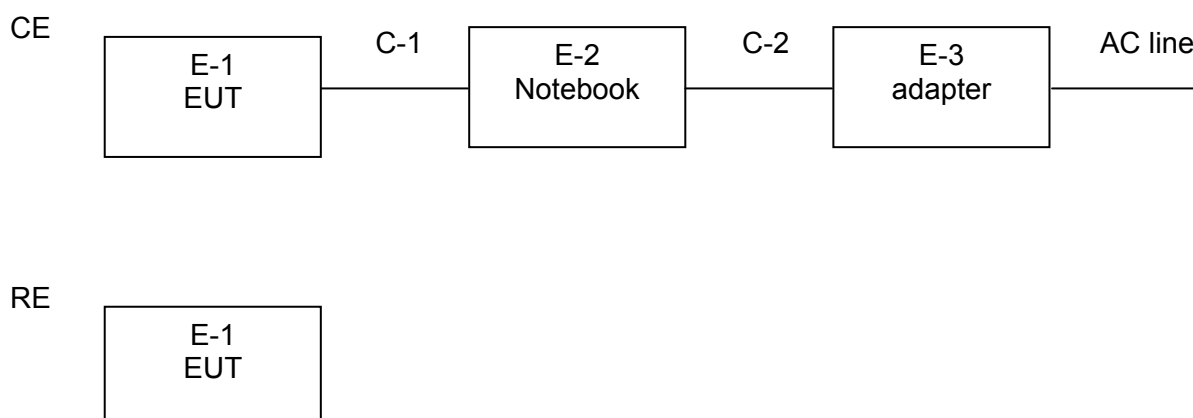 CE
E-1
EUT
C-1
E-2
Notebook
C-2
E-3
adapter
AC line
RE
E-1
EUT